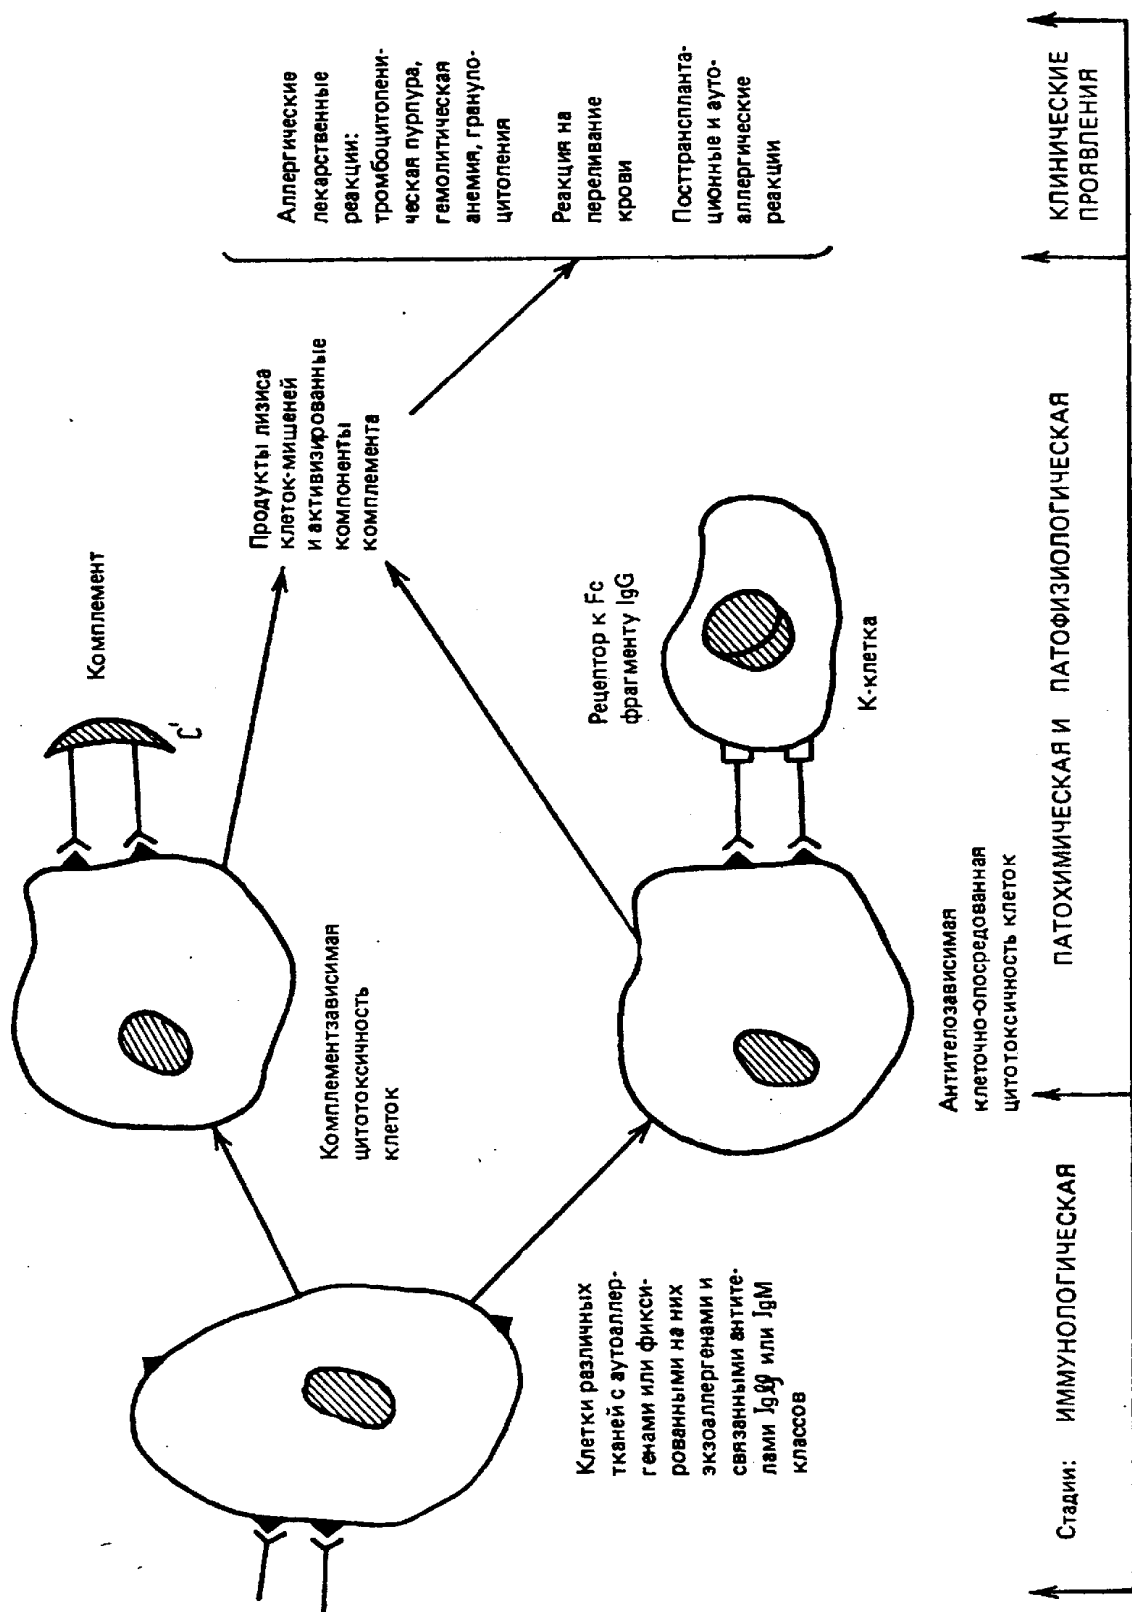 Клетки различных
тканей с аутоаллер-
генами или фикси-
рованными на них
экзоаллергенами и
связанными антите-
лами или JgM
классов
Комплементзависимая
цитотоксичность
клеток
Комплемент
C'
Антителозависимая
клеточно-опосредованная
цитотоксичность клеток
Рецептор к Fc
фрагменту IgG
К-клетка
Продукты лизиса
клеток-мишеней
и активизированные
компоненты
комплемента
Аллергические
лекарственные
реакции:
тромбоцитопени-
ческая пурпура,
гемолитическая
анемия, грануло-
цитопения
Реакция на
переливание
крови
Посттранспланта-
ционные и ауто-
аллергические
реакции
Стадии: ИММУНОЛОГИЧЕСКАЯ
ПАТОХИМИЧЕСКАЯ И ПАТОФИЗИОЛОГИЧЕСКАЯ
КЛИНИЧЕСКИЕ
ПРОЯВЛЕНИЯ